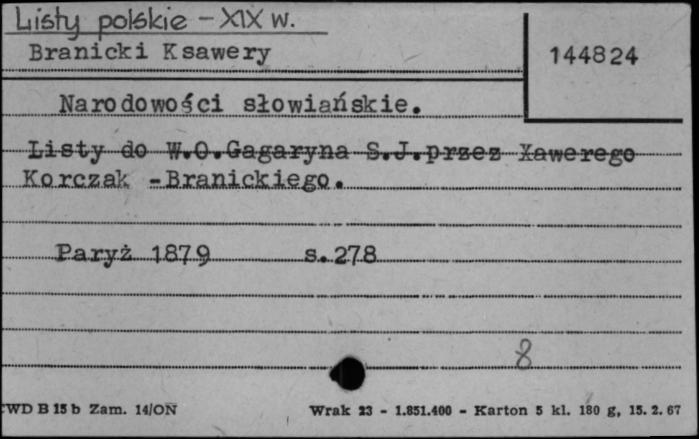 Listy polskie - XIX w.
Branicki Ksawery
144824
Narodowości słowiańskie.
Listy do W.O.Gagaryna S.J.przez Xawerego
Korczak -Branickiego.
Paryż 1879 s.278
8
CWD B 15 b Zam. 14/ON Wrak 23 - 1.851.400 - Karton 5 kl. 180 g, 15. 2. 67